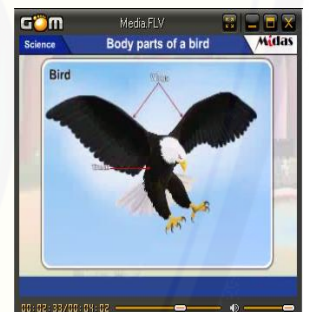 GOM Media.FLV
Science Body parts of a bird Midas
Bird
Wings
00:02:33/00:04:02